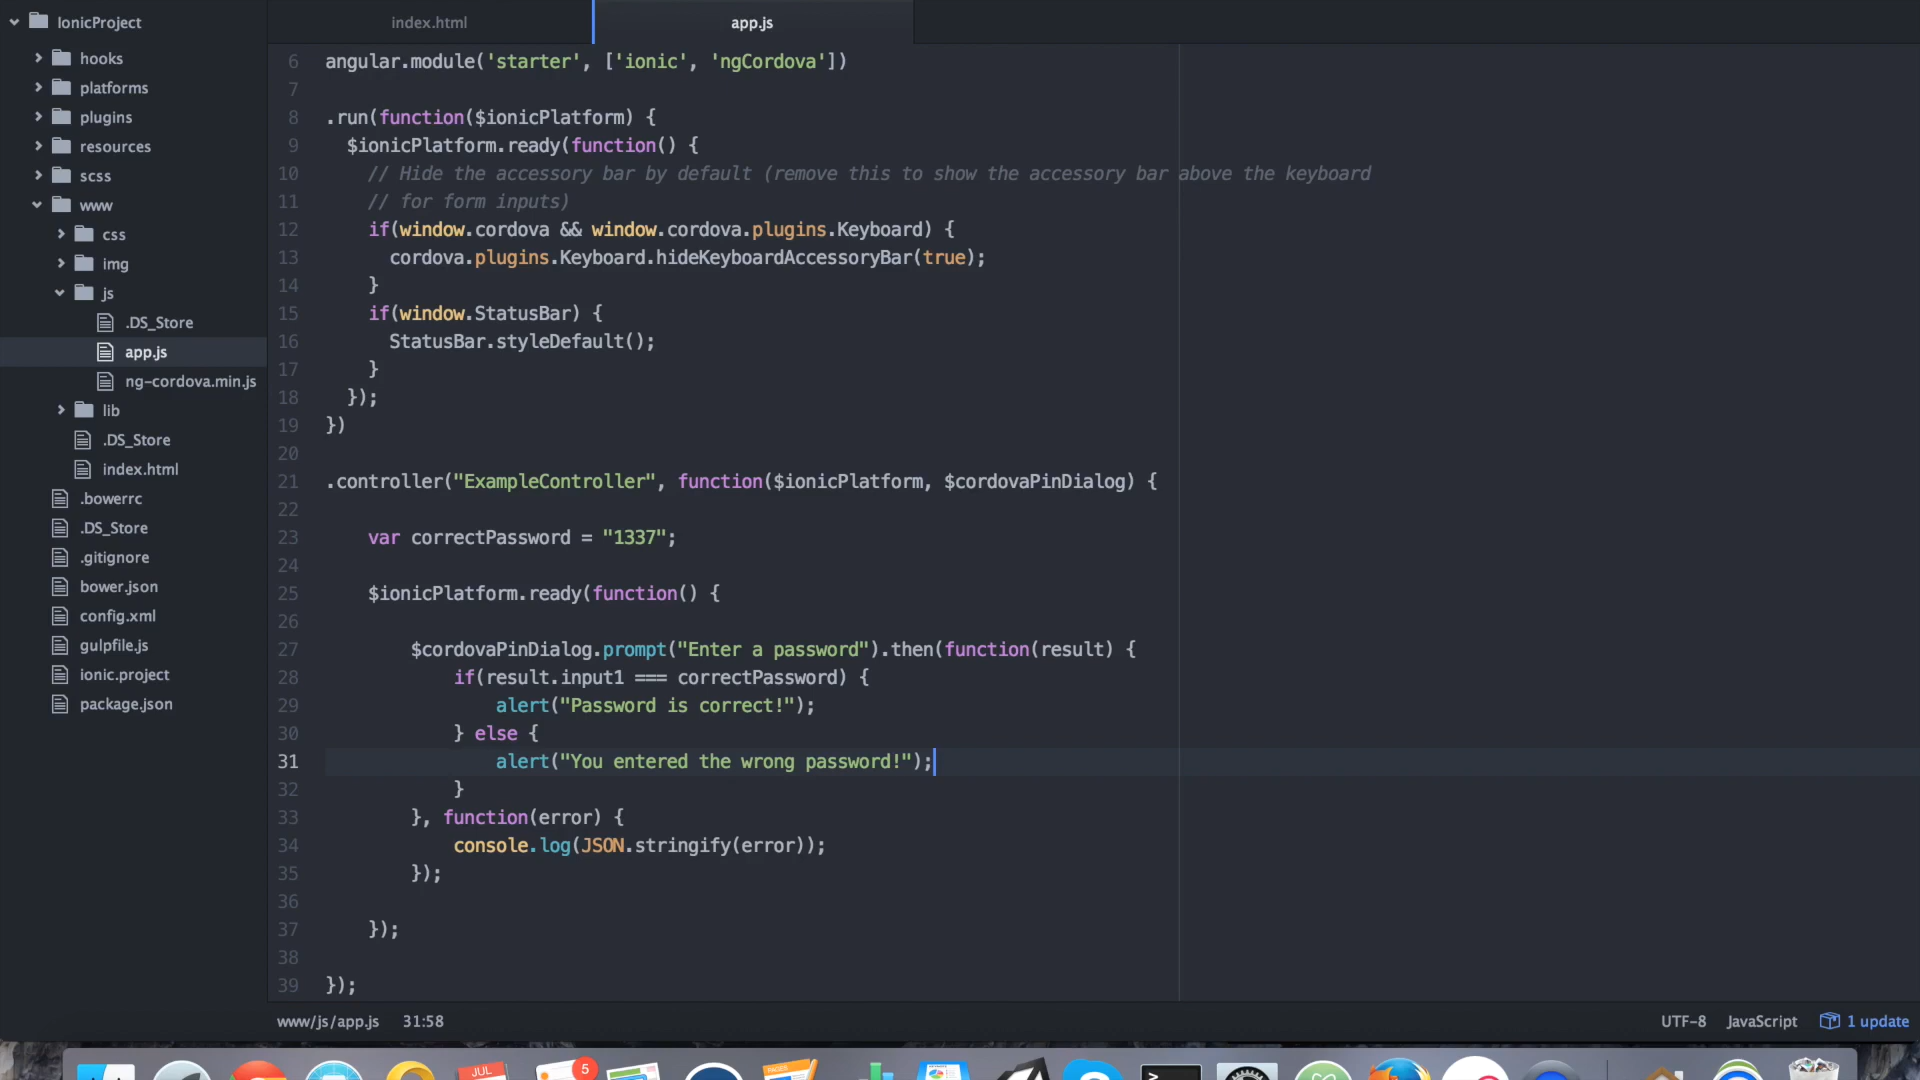 IonicProject
hooks
platforms
plugins
resources
scss
www
css
img
js
.DS_Store
app.js
ng-cordova.min.js
lib
.DS_Store
index.html
.bowerrc
.DS_Store
.gitignore
bower.json
config.xml
gulpfile.js
ionic.project
package.json
index.html
app.js
6 angular.module('starter', ['ionic', 'ngCordova'])
7
8 .run(function($ionicPlatform) {
9 $ionicPlatform.ready(function() {
10 // Hide the accessory bar by default (remove this to show the accessory bar above the keyboard
11 // for form inputs)
12 if(window.cordova && window.cordova.plugins.Keyboard) {
13 cordova.plugins.Keyboard.hideKeyboardAccessoryBar(true);
14 }
15 if(window.StatusBar) {
16 StatusBar.styleDefault();
17 }
18 });
19 })
20
21 .controller("ExampleController", function($ionicPlatform, $cordovaPinDialog) {
22
23 var correctPassword = "1337";
24
25 $ionicPlatform.ready(function() {
26
27 $cordovaPinDialog.prompt("Enter a password").then(function(result) {
28 if(result.input1 === correctPassword) {
29 alert("Password is correct!");
30 } else {
31 alert("You entered the wrong password!");
32 }
33 }, function(error) {
34 console.log(JSON.stringify(error));
35 });
36
37 });
38
39 });
www/js/app.js 31:58
UTF-8 JavaScript 1 update
JUL
5
PAGES